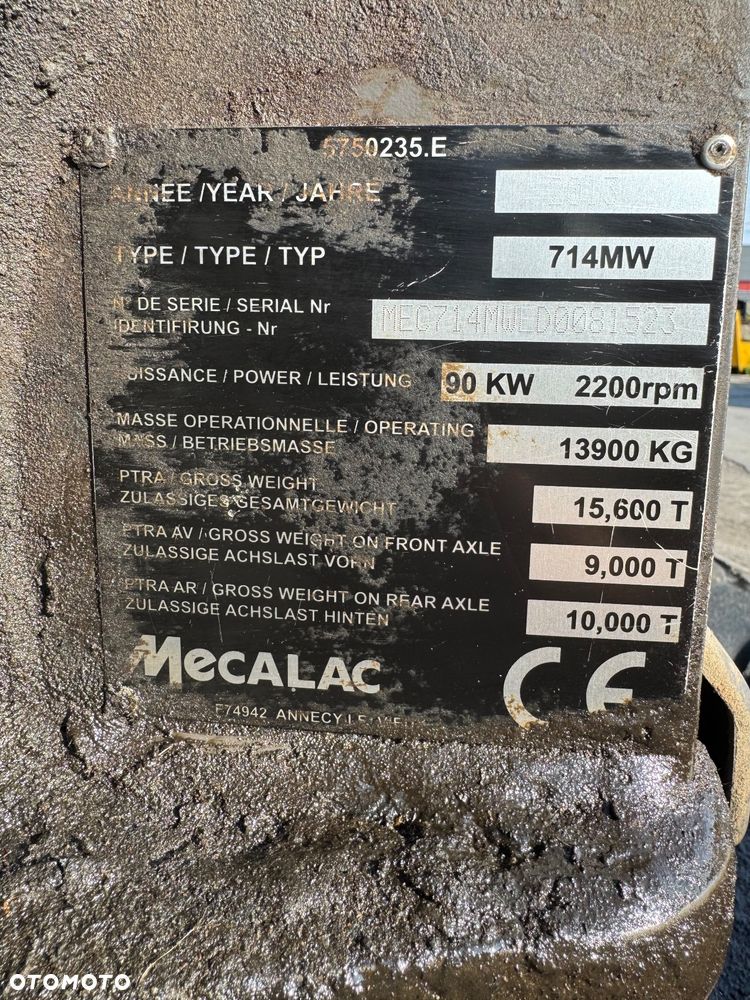 5750235.E
ANNEE /YEAR / JAHRE 2013
TYPE / TYPE / TYP 714MW
N° DE SERIE / SERIAL Nr
IDENTIFIRUNG - Nr MEC714MWED0081523
PUISSANCE / POWER / LEISTUNG 90 KW 2200rpm
MASSE OPERATIONNELLE / OPERATING
MASS / BETRIEBSMASSE 13900 KG
PTRA / GROSS WEIGHT
ZULASSIGES GESAMTGEWICHT 15,600 T
PTRA AV / GROSS WEIGHT ON FRONT AXLE
ZULASSIGE ACHSLAST VORN 9,000 T
PTRA AR / GROSS WEIGHT ON REAR AXLE
ZULASSIGE ACHSLAST HINTEN 10,000 T
MECALAC CE
F74942 ANNECY
OTOMOTO